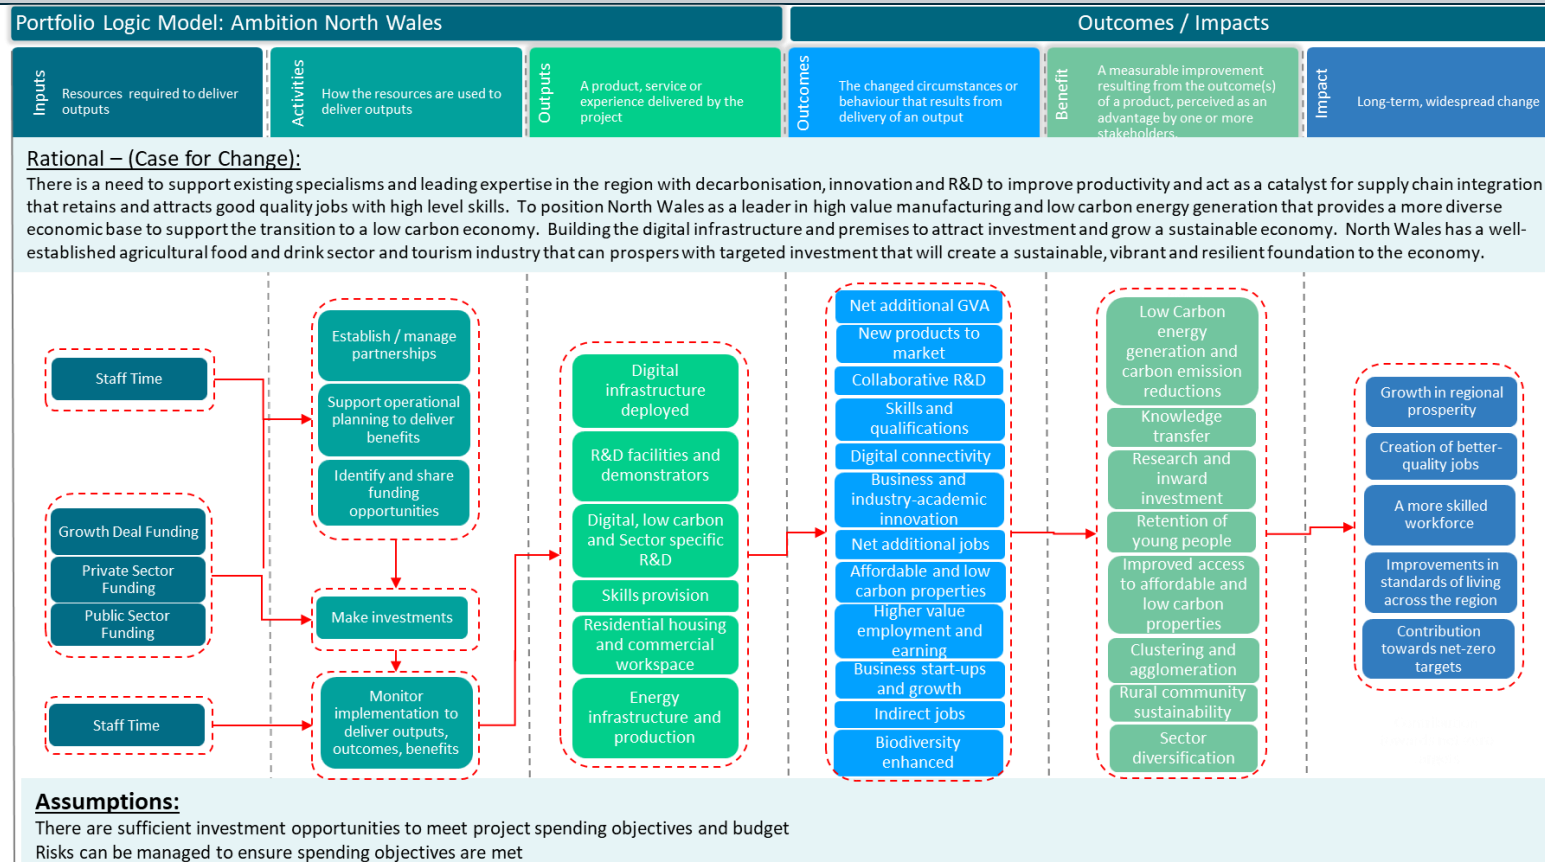 Portfolio Logic Model: Ambition North Wales
Outcomes / Impacts
Inputs
Resources required to deliver
outputs
Activities
How the resources are used to
deliver outputs
Outputs
A product, service or
experience delivered by the
project
Outcomes
The changed circumstances or
behaviour that results from
delivery of an output
Benefit
A measurable improvement
resulting from the outcome(s)
of a product, perceived as an
advantage by one or more
stakeholders.
Impact
Long-term, widespread change
Rational – (Case for Change):
There is a need to support existing specialisms and leading expertise in the region with decarbonisation, innovation and R&D to improve productivity and act as a catalyst for supply chain integration
that retains and attracts good quality jobs with high level skills. To position North Wales as a leader in high value manufacturing and low carbon energy generation that provides a more diverse
economic base to support the transition to a low carbon economy. Building the digital infrastructure and premises to attract investment and grow a sustainable economy. North Wales has a well-
established agricultural food and drink sector and tourism industry that can prospers with targeted investment that will create a sustainable, vibrant and resilient foundation to the economy.
Staff Time
Growth Deal Funding
Private Sector
Funding
Public Sector
Funding
Staff Time
Establish / manage
partnerships
Support operational
planning to deliver
benefits
Identify and share
funding
opportunities
Make investments
Monitor
implementation to
deliver outputs,
outcomes, benefits
Digital
infrastructure
deployed
R&D facilities and
demonstrators
Digital, low carbon
and Sector specific
R&D
Skills provision
Residential housing
and commercial
workspace
Energy
infrastructure and
production
Net additional GVA
New products to
market
Collaborative R&D
Skills and
qualifications
Digital connectivity
Business and
industry-academic
innovation
Net additional jobs
Affordable and low
carbon properties
Higher value
employment and
earning
Business start-ups
and growth
Indirect jobs
Biodiversity
enhanced
Low Carbon
energy
generation and
carbon emission
reductions
Knowledge
transfer
Research and
inward
investment
Retention of
young people
Improved access
to affordable and
low carbon
properties
Clustering and
agglomeration
Rural community
sustainability
Sector
diversification
Growth in regional
prosperity
Creation of better-
quality jobs
A more skilled
workforce
Improvements in
standards of living
across the region
Contribution
towards net-zero
targets
Assumptions:
There are sufficient investment opportunities to meet project spending objectives and budget
Risks can be managed to ensure spending objectives are met